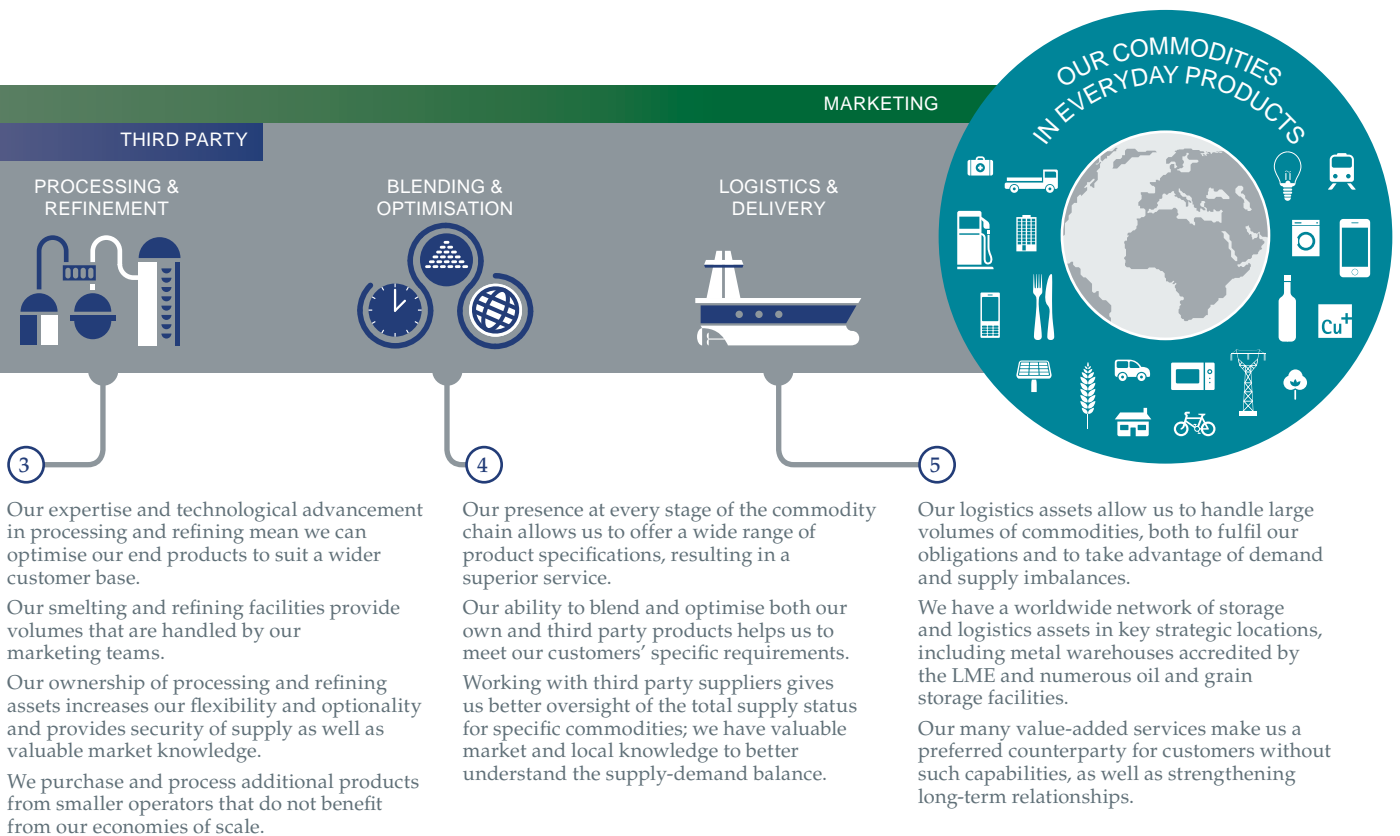 OUR COMMODITIES
IN EVERYDAY PRODUCTS
MARKETING
THIRD PARTY
PROCESSING &
REFINEMENT
BLENDING &
OPTIMISATION
LOGISTICS &
DELIVERY
Cu+
3
Our expertise and technological advancement
in processing and refining mean we can
optimise our end products to suit a wider
customer base.
Our smelting and refining facilities provide
volumes that are handled by our
marketing teams.
Our ownership of processing and refining
assets increases our flexibility and optionality
and provides security of supply as well as
valuable market knowledge.
We purchase and process additional products
from smaller operators that do not benefit
from our economies of scale.
4
Our presence at every stage of the commodity
chain allows us to offer a wide range of
product specifications, resulting in a
superior service.
Our ability to blend and optimise both our
own and third party products helps us to
meet our customers’ specific requirements.
Working with third party suppliers gives
us better oversight of the total supply status
for specific commodities; we have valuable
market and local knowledge to better
understand the supply-demand balance.
5
Our logistics assets allow us to handle large
volumes of commodities, both to fulfil our
obligations and to take advantage of demand
and supply imbalances.
We have a worldwide network of storage
and logistics assets in key strategic locations,
including metal warehouses accredited by
the LME and numerous oil and grain
storage facilities.
Our many value-added services make us a
preferred counterparty for customers without
such capabilities, as well as strengthening
long-term relationships.